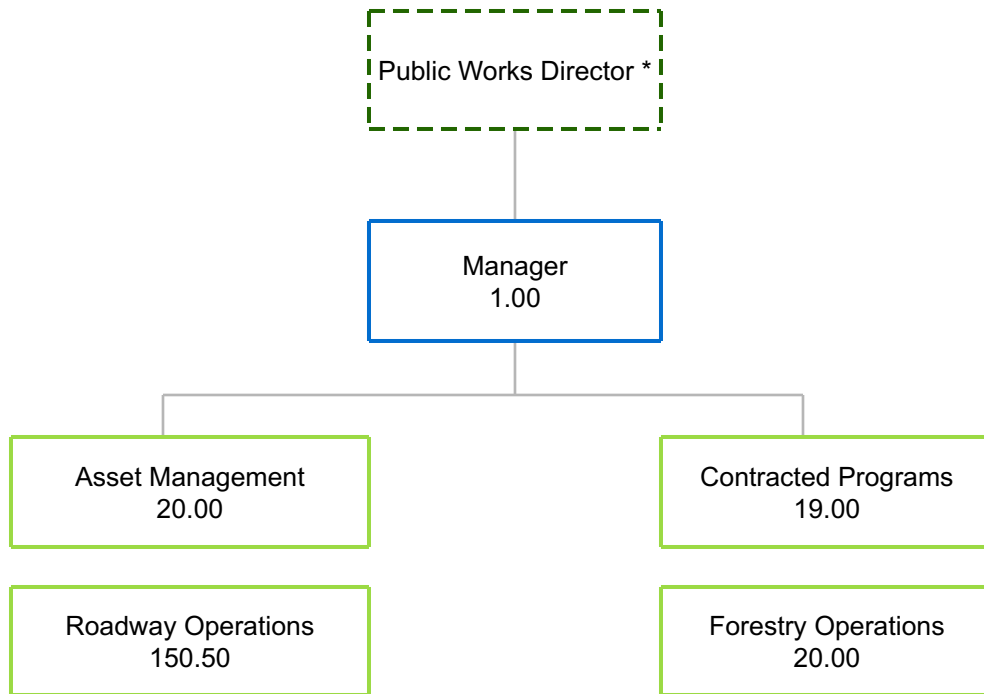 Public Works Director *
Manager
1.00
Asset Management
20.00
Contracted Programs
19.00
Roadway Operations
150.50
Forestry Operations
20.00